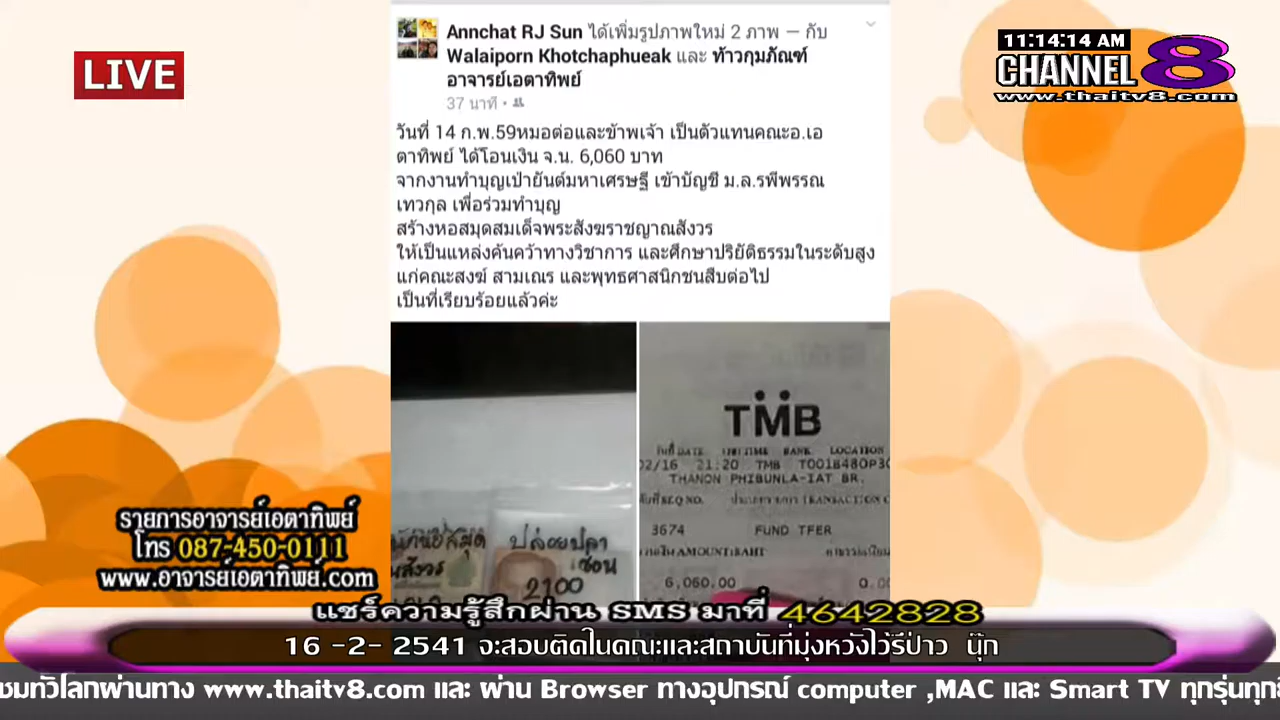 LIVE
Annchat RJ Sun ได้เพิ่มรูปภาพใหม่ 2 ภาพ — กับ
Walaiporn Khotchaphueak และ ท้าวกุมภัณฑ์
อาจารย์เอตาทิพย์
37 นาที
11:14:14 AM
CHANNEL 8
www.thaitv8.com
วันที่ 14 ก.พ.59หมอต่อและข้าพเจ้า เป็นตัวแทนคณะอ.เอ
ตาทิพย์ ได้โอนเงิน จ.น. 6,060 บาท
จากงานทำบุญเป่ายันต์มหาเศรษฐี เข้าบัญชี ม.ล.รพีพรรณ
เทวกุล เพื่อร่วมทำบุญ
สร้างหอสมุดสมเด็จพระสังฆราชญาณสังวร
ให้เป็นแหล่งค้นคว้าทางวิชาการ และศึกษาปริยัติธรรมในระดับสูง
แก่คณะสงฆ์ สามเณร และพุทธศาสนิกชนสืบต่อไป
เป็นที่เรียบร้อยแล้วค่ะ
ปล่อยปลา
ช่อน
2100
TMB
วันที่ DATE TIME BANK LOCATION
02/16 21:20 TMB T001B480P30
THANON PHIBUNLA-IAT BR.
SEQ NO.
3674 FUND TFER
AMOUNT:BAHT
6,060.00 0.0
รายการอาจารย์เอตาทิพย์
โทร 087-450-0111
www.อาจารย์เอตาทิพย์.com
แชร์ความรู้สึกผ่าน SMS มาที่ 4642828
16 -2- 2541 จะสอบติดในคณะและสถาบันที่มุ่งหวังไว้รึป่าว นุ๊ก
ชมทั่วโลกผ่านทาง www.thaitv8.com และ ผ่าน Browser ทางอุปกรณ์ computer ,MAC และ Smart TV ทุกรุ่นทุก